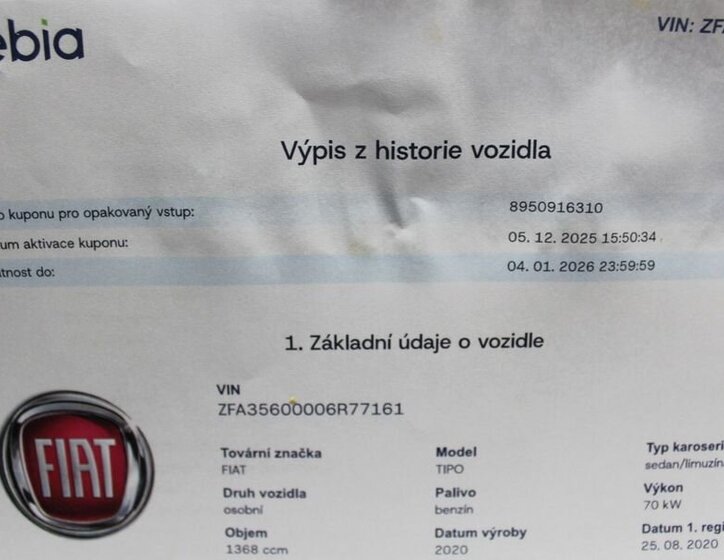 ebia
VIN: ZFA
Výpis z historie vozidla
o kuponu pro opakovaný vstup: 8950916310
um aktivace kuponu: 05. 12. 2025 15:50:34
tnost do: 04. 01. 2026 23:59:59
1. Základní údaje o vozidle
FIAT
VIN
ZFA35600006R77161
Tovární značka Model Typ karoseri
FIAT TIPO sedan/limuzín
Druh vozidla Palivo Výkon
osobní benzín 70 kW
Objem Datum výroby Datum 1. regi
1368 ccm 2020 25. 08. 2020